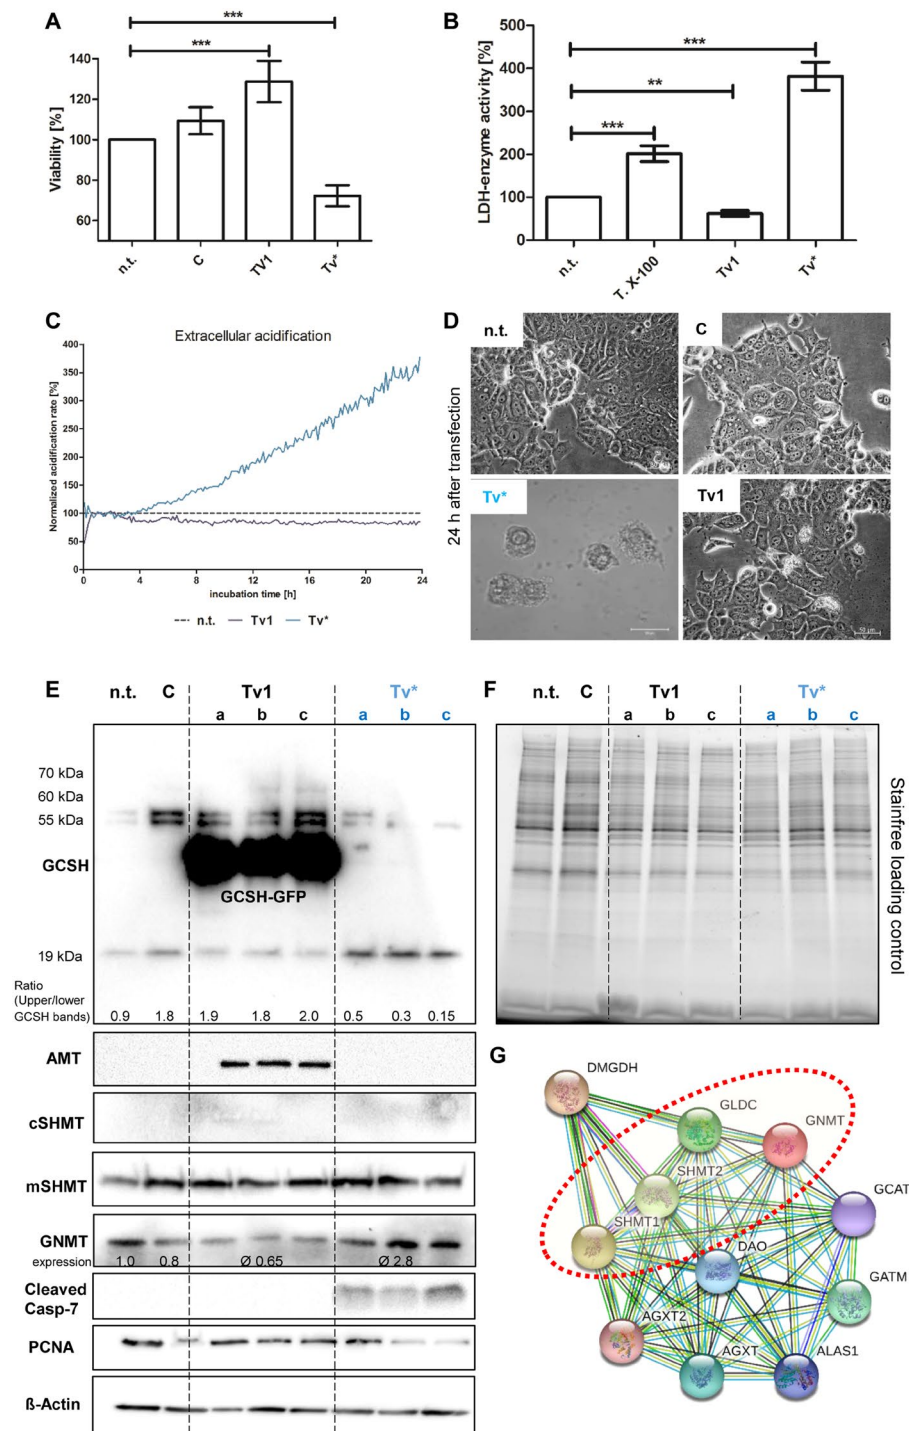 A
***
***
Viability [%]
140
120
100
80
60
n.t.
C
TV1
Tv*
B
***
**
***
LDH-enzyme activity [%]
500
400
300
200
100
0
n.t.
T. X-100
Tv1
Tv*
C
Extracellular acidification
Normalized acidification rate [%]
400
350
300
250
200
150
100
50
0
0 4 8 12 16 20 24
incubation time [h]
n.t. Tv1 Tv*
D
24 h after transfection
n.t.
C
Tv*
Tv1
50 µm
E
n.t. C Tv1 Tv*
a b c a b c
70 kDa
60 kDa
55 kDa
GCSH
GCSH-GFP
19 kDa
Ratio
(Upper/lower
GCSH bands)
0.9 1.8 1.9 1.8 2.0 0.5 0.3 0.15
AMT
cSHMT
mSHMT
GNMT
expression
1.0 0.8 Ø 0.65 Ø 2.8
Cleaved
Casp-7
PCNA
ß-Actin
F
n.t. C Tv1 Tv*
a b c a b c
Stainfree loading control
G
DMGDH
GLDC
GNMT
SHMT2
GCAT
SHMT1
DAO
GATM
AGXT2
AGXT
ALAS1